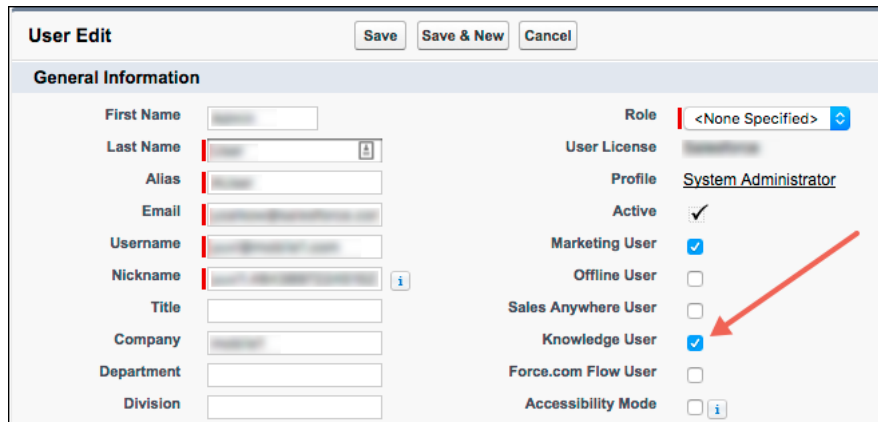 User Edit
Save
Save & New
Cancel
General Information
First Name
Role
<None Specified>
Last Name
User License
Alias
Profile
System Administrator
Email
Active
Username
Marketing User
Nickname
i
Offline User
Title
Sales Anywhere User
Company
Knowledge User
Department
Force.com Flow User
Division
Accessibility Mode
i